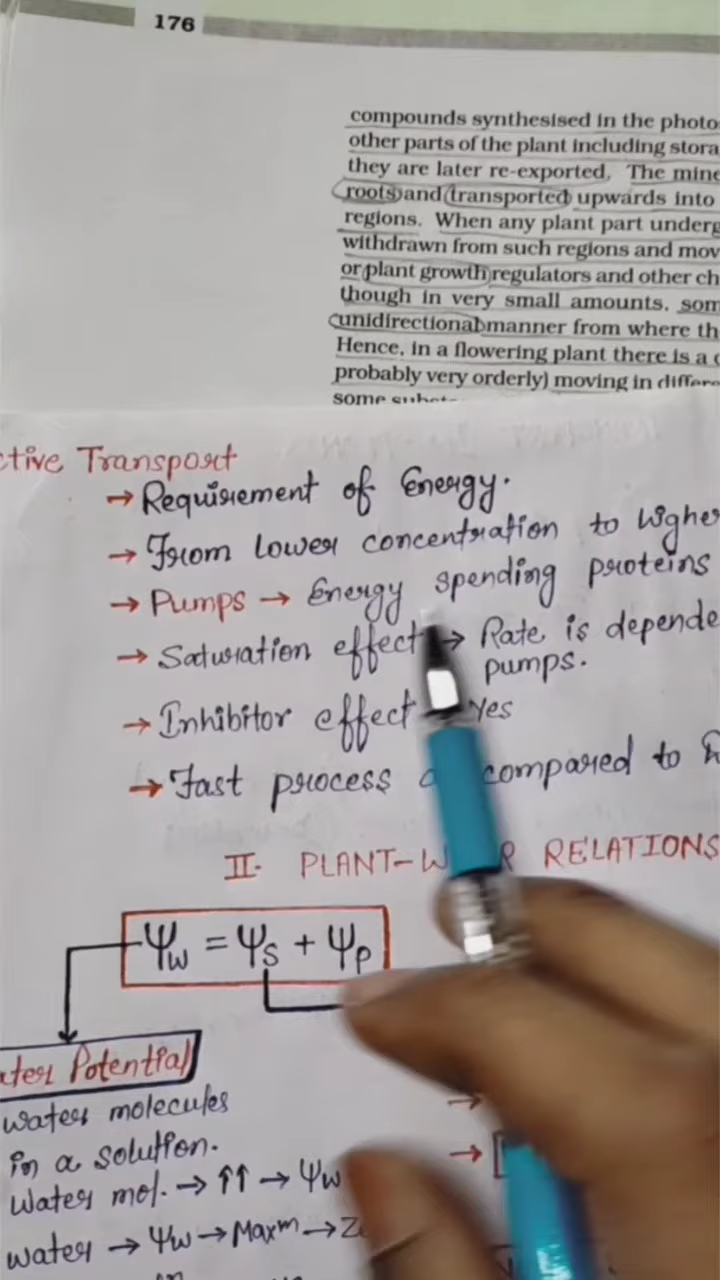 176
compounds synthesised in the photo
other parts of the plant including stora
they are later re-exported. The mine
roots and transported upwards into
regions. When any plant part underg
withdrawn from such regions and mov
or plant growth regulators and other ch
though in very small amounts, som
unidirectional manner from where th
Hence, in a flowering plant there is a
probably very orderly) moving in differe
some
ctive Transport
→ Requirement of Energy.
→ From lower concentration to Highe
→ Pumps → Energy spending proteins
→ Saturation effect → Rate is depende
pumps.
→ Inhibitor effect Yes
→ Fast process compared to
II. PLANT-W R RELATIONS
Ψw = Ψs + Ψp
ater Potential
water molecules
in a solution.
Water mol. → ↑↑ → Ψw
water → Ψw → Maxᵐ → Z